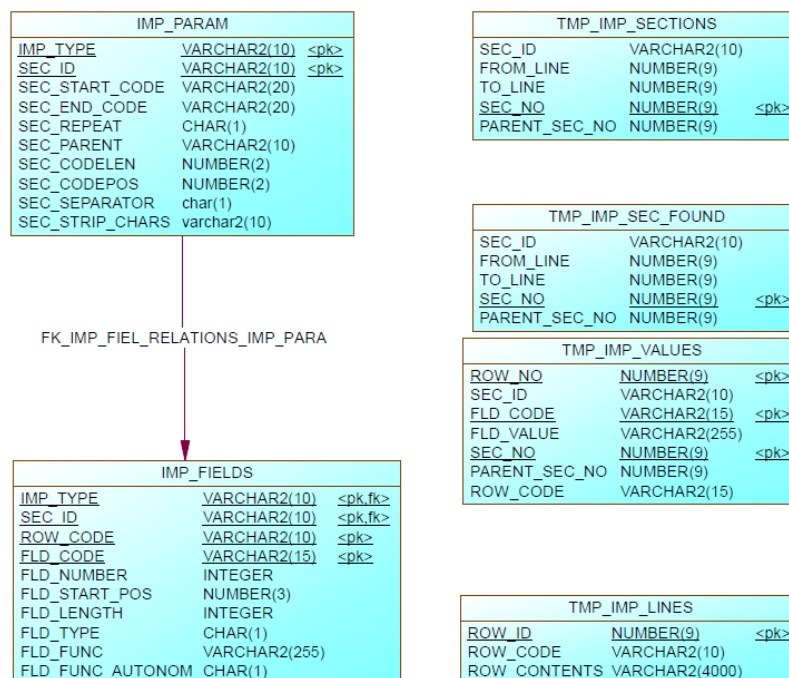 IMP_PARAM
IMP_TYPE VARCHAR2(10) <pk>
SEC_ID VARCHAR2(10) <pk>
SEC_START_CODE VARCHAR2(20)
SEC_END_CODE VARCHAR2(20)
SEC_REPEAT CHAR(1)
SEC_PARENT VARCHAR2(10)
SEC_CODELEN NUMBER(2)
SEC_CODEPOS NUMBER(2)
SEC_SEPARATOR char(1)
SEC_STRIP_CHARS varchar2(10)
FK_IMP_FIEL_RELATIONS_IMP_PARA
IMP_FIELDS
IMP_TYPE VARCHAR2(10) <pk,fk>
SEC_ID VARCHAR2(10) <pk,fk>
ROW_CODE VARCHAR2(10) <pk>
FLD_CODE VARCHAR2(15) <pk>
FLD_NUMBER INTEGER
FLD_START_POS NUMBER(3)
FLD_LENGTH INTEGER
FLD_TYPE CHAR(1)
FLD_FUNC VARCHAR2(255)
FLD_FUNC_AUTONOM CHAR(1)
TMP_IMP_SECTIONS
SEC_ID VARCHAR2(10)
FROM_LINE NUMBER(9)
TO_LINE NUMBER(9)
SEC_NO NUMBER(9) <pk>
PARENT_SEC_NO NUMBER(9)
TMP_IMP_SEC_FOUND
SEC_ID VARCHAR2(10)
FROM_LINE NUMBER(9)
TO_LINE NUMBER(9)
SEC_NO NUMBER(9) <pk>
PARENT_SEC_NO NUMBER(9)
TMP_IMP_VALUES
ROW_NO NUMBER(9) <pk>
SEC_ID VARCHAR2(10)
FLD_CODE VARCHAR2(15) <pk>
FLD_VALUE VARCHAR2(255)
SEC_NO NUMBER(9) <pk>
PARENT_SEC_NO NUMBER(9)
ROW_CODE VARCHAR2(15)
TMP_IMP_LINES
ROW_ID NUMBER(9) <pk>
ROW_CODE VARCHAR2(10)
ROW_CONTENTS VARCHAR2(4000)